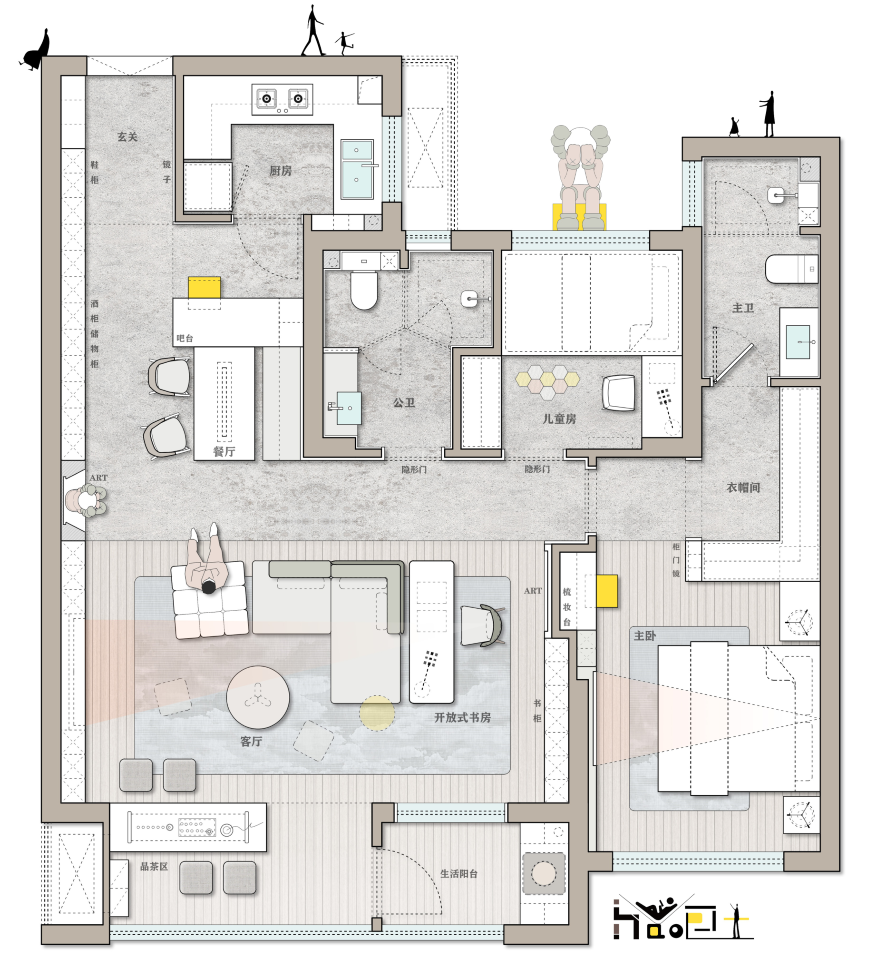 玄关
鞋柜
镜子
厨房
酒柜储物柜
吧台
主卫
公卫
儿童房
餐厅
隐形门
隐形门
ART
衣帽间
柜门镜
ART
梳妆台
主卧
书柜
开放式书房
客厅
品茶区
生活阳台